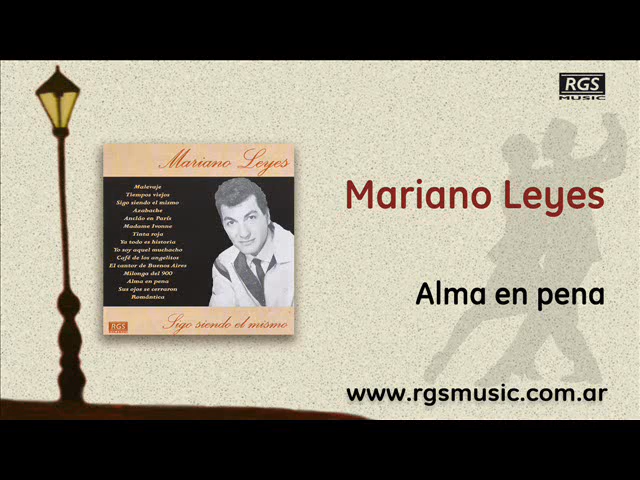 RGS
MUSIC
Mariano Leyes
Malevaje
Tiempos viejos
Sigo siendo el mismo
Azabache
Anclao en París
Madame Ivonne
Tinta roja
Ya todo es historia
Yo soy aquel muchacho
Café de los angelitos
El cantor de Buenos Aires
Milonga del 900
Alma en pena
Sus ojos se cerraron
Romántica
RGS
Sigo siendo el mismo
Mariano Leyes
Alma en pena
www.rgsmusic.com.ar